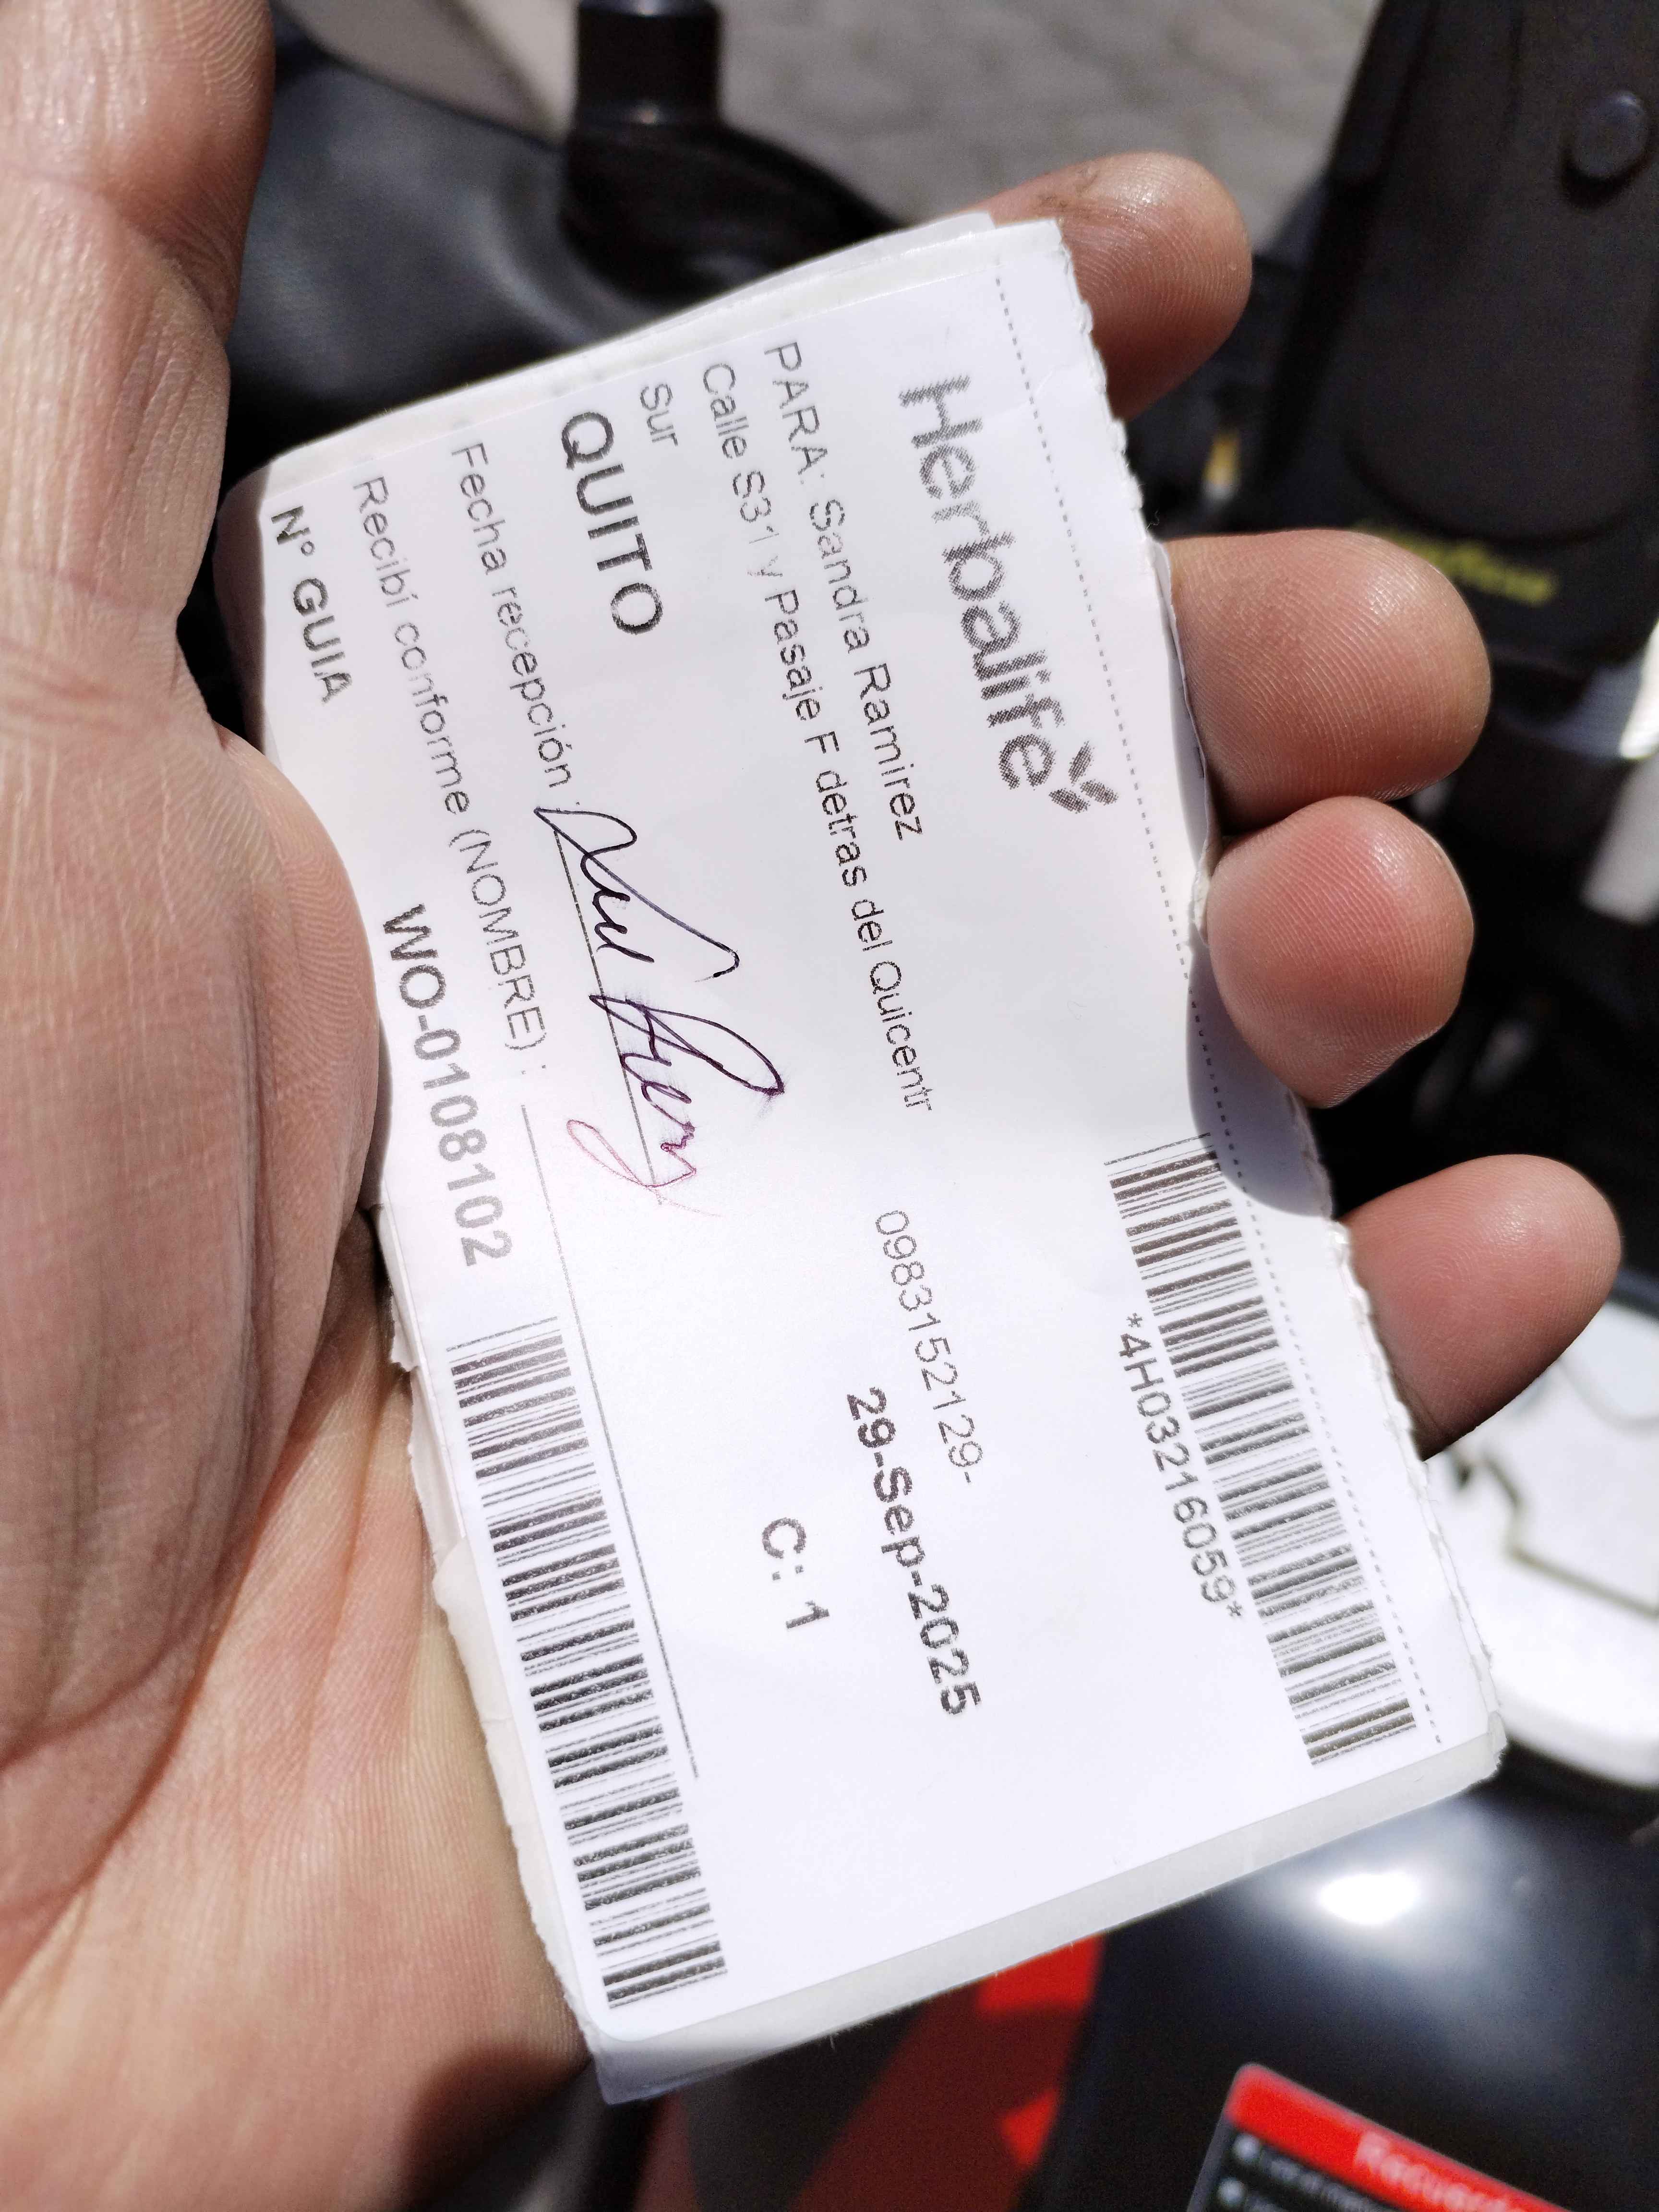 Herbalife
*4H03216059*
PARA: Sandra Ramirez
0983152129-
Calle S31 y Pasaje F detras del Quicentr
29-Sep-2025
Sur
QUITO
C: 1
Fecha recepción :
Recibí conforme (NOMBRE) :
N° GUIA
WO-0108102